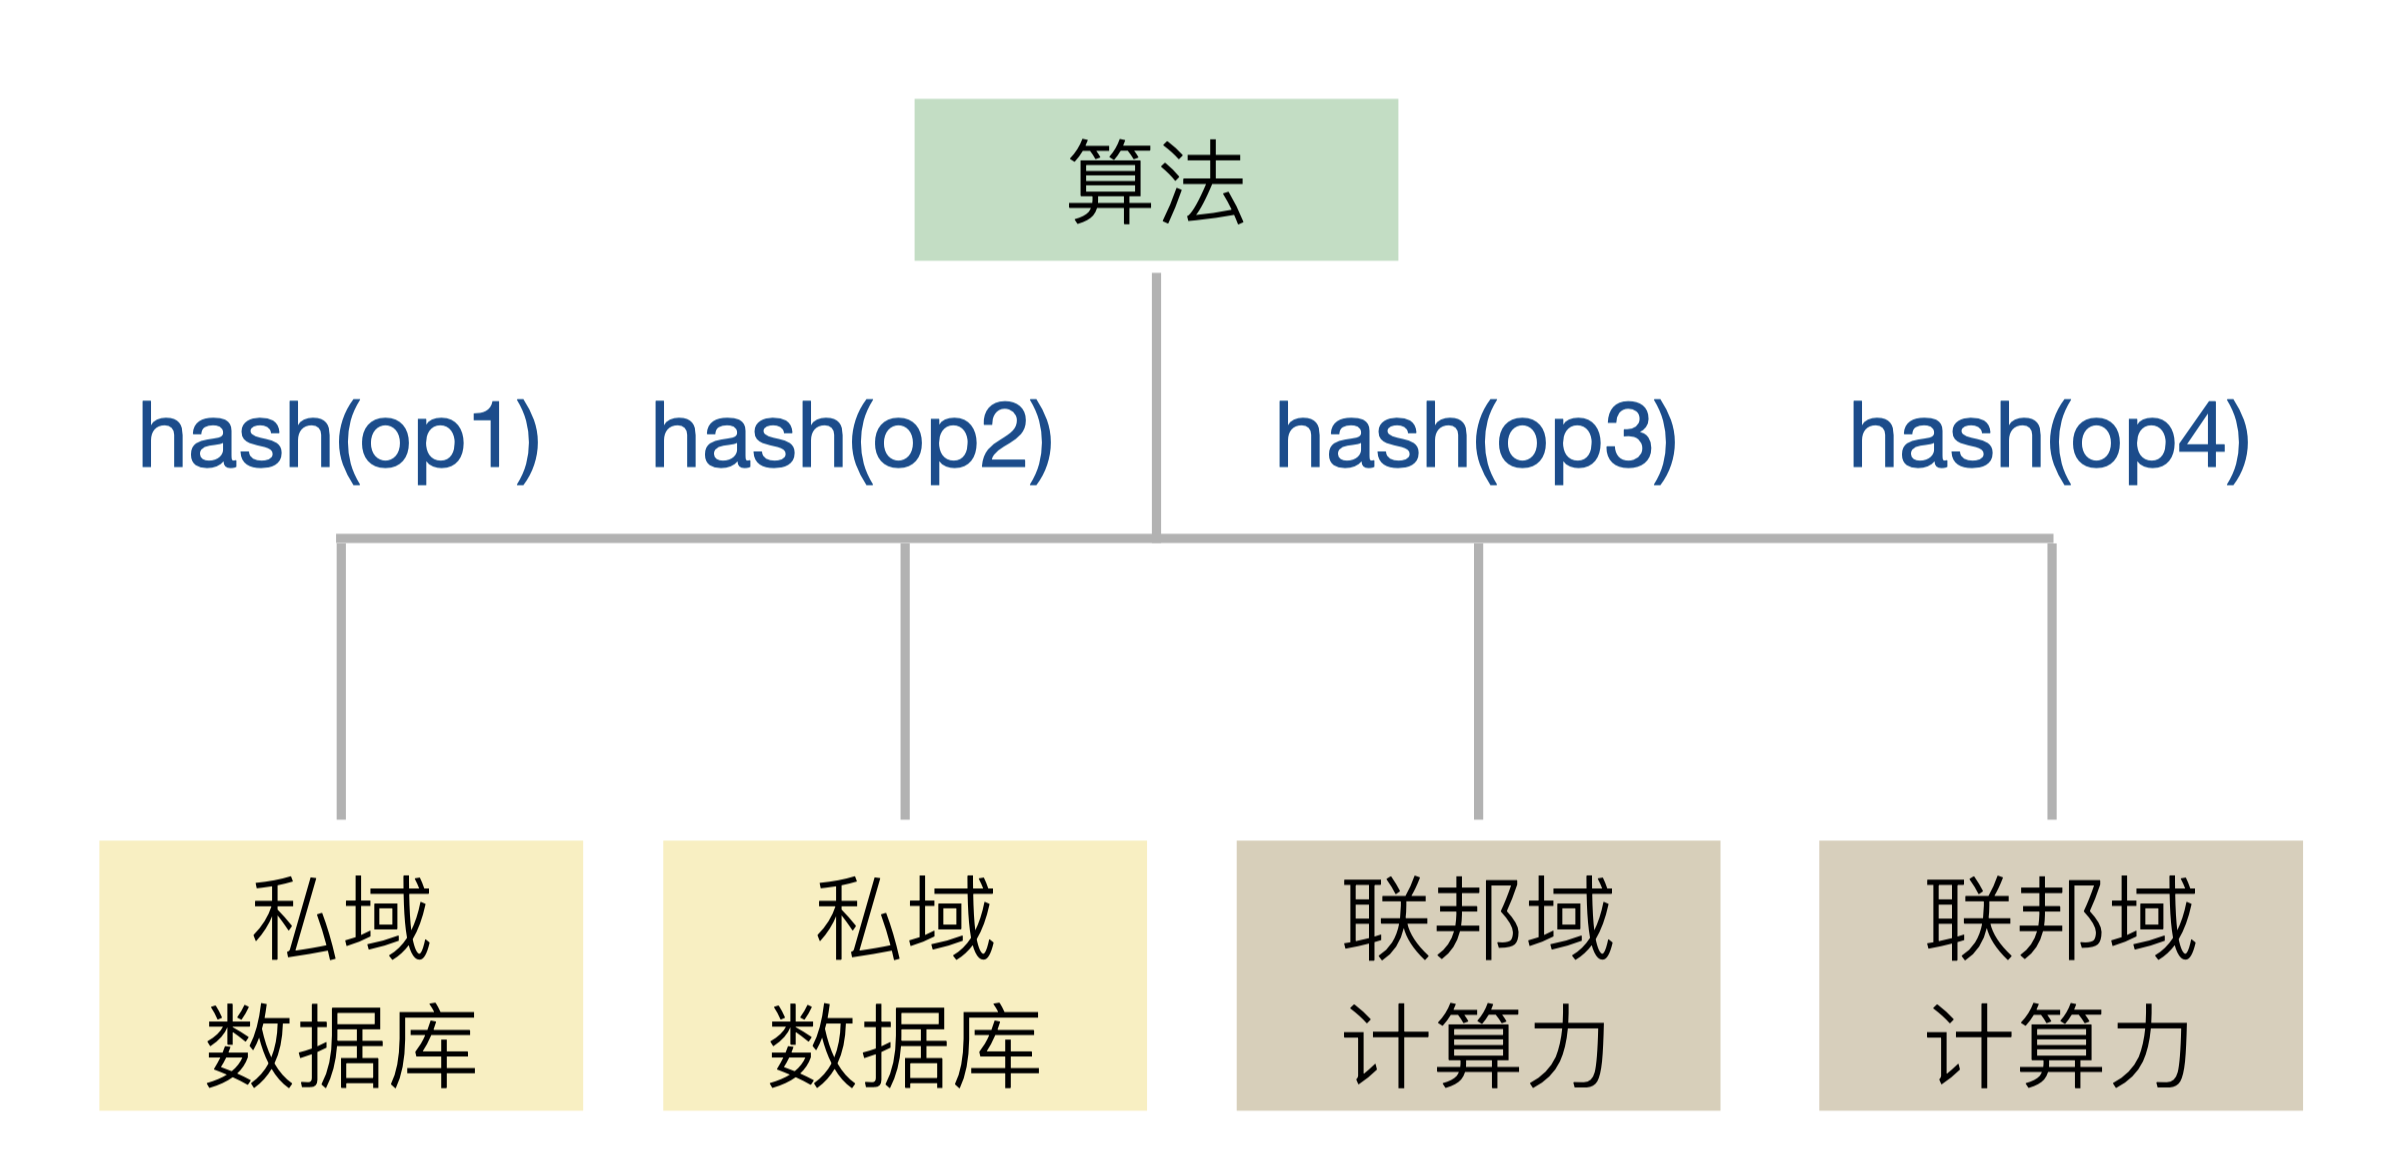 算法
hash(op1)
hash(op2)
hash(op3)
hash(op4)
私域
数据库
私域
数据库
联邦域
计算力
联邦域
计算力